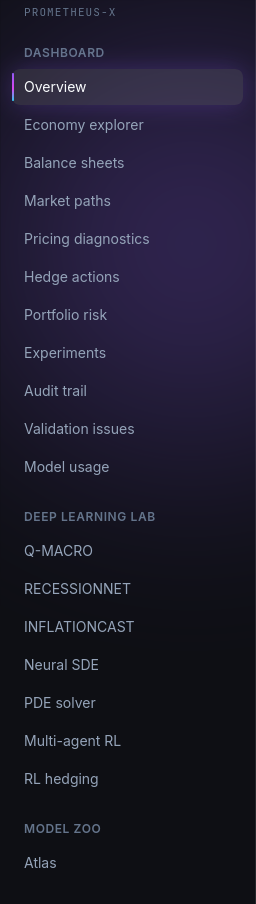 PROMETHEUS-X
DASHBOARD
Overview
Economy explorer
Balance sheets
Market paths
Pricing diagnostics
Hedge actions
Portfolio risk
Experiments
Audit trail
Validation issues
Model usage
DEEP LEARNING LAB
Q-MACRO
RECESSIONNET
INFLATIONCAST
Neural SDE
PDE solver
Multi-agent RL
RL hedging
MODEL ZOO
Atlas